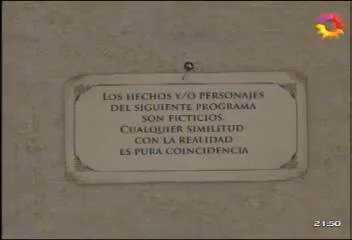 LOS HECHOS Y/O PERSONAJES
DEL SIGUIENTE PROGRAMA
SON FICTICIOS.
CUALQUIER SIMILITUD
CON LA REALIDAD
ES PURA COINCIDENCIA
21:50